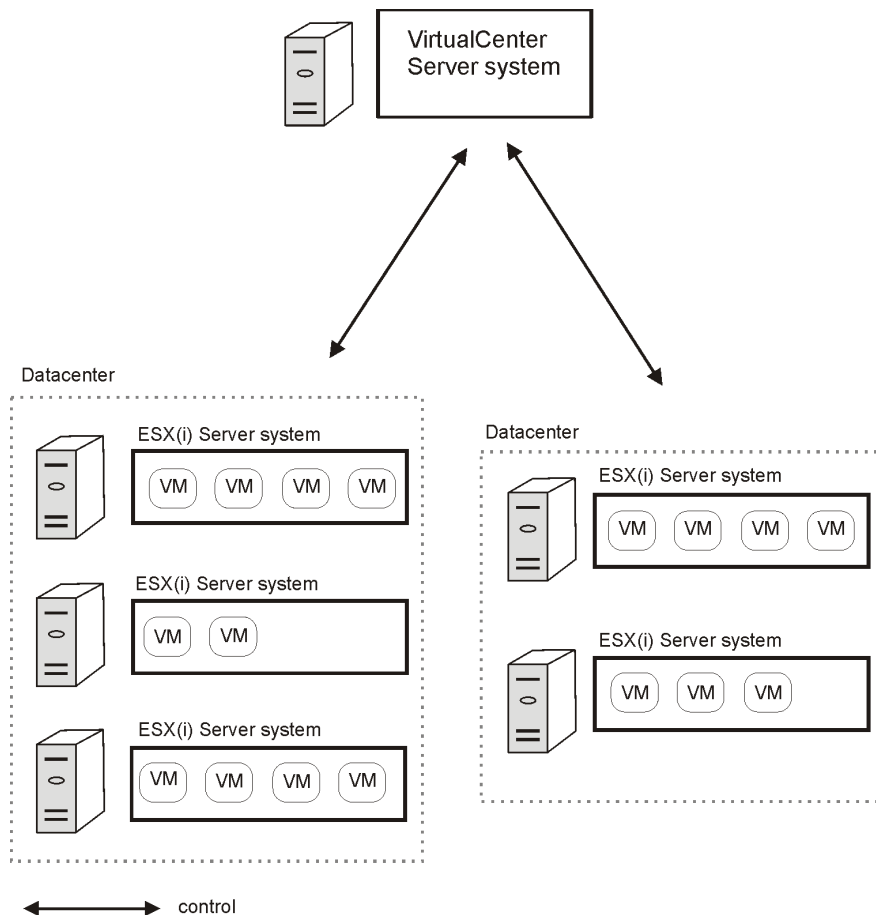 VirtualCenter
Server system
Datacenter
ESX(i) Server system
VM VM VM VM
ESX(i) Server system
VM VM
ESX(i) Server system
VM VM VM VM
Datacenter
ESX(i) Server system
VM VM VM VM
ESX(i) Server system
VM VM VM
control